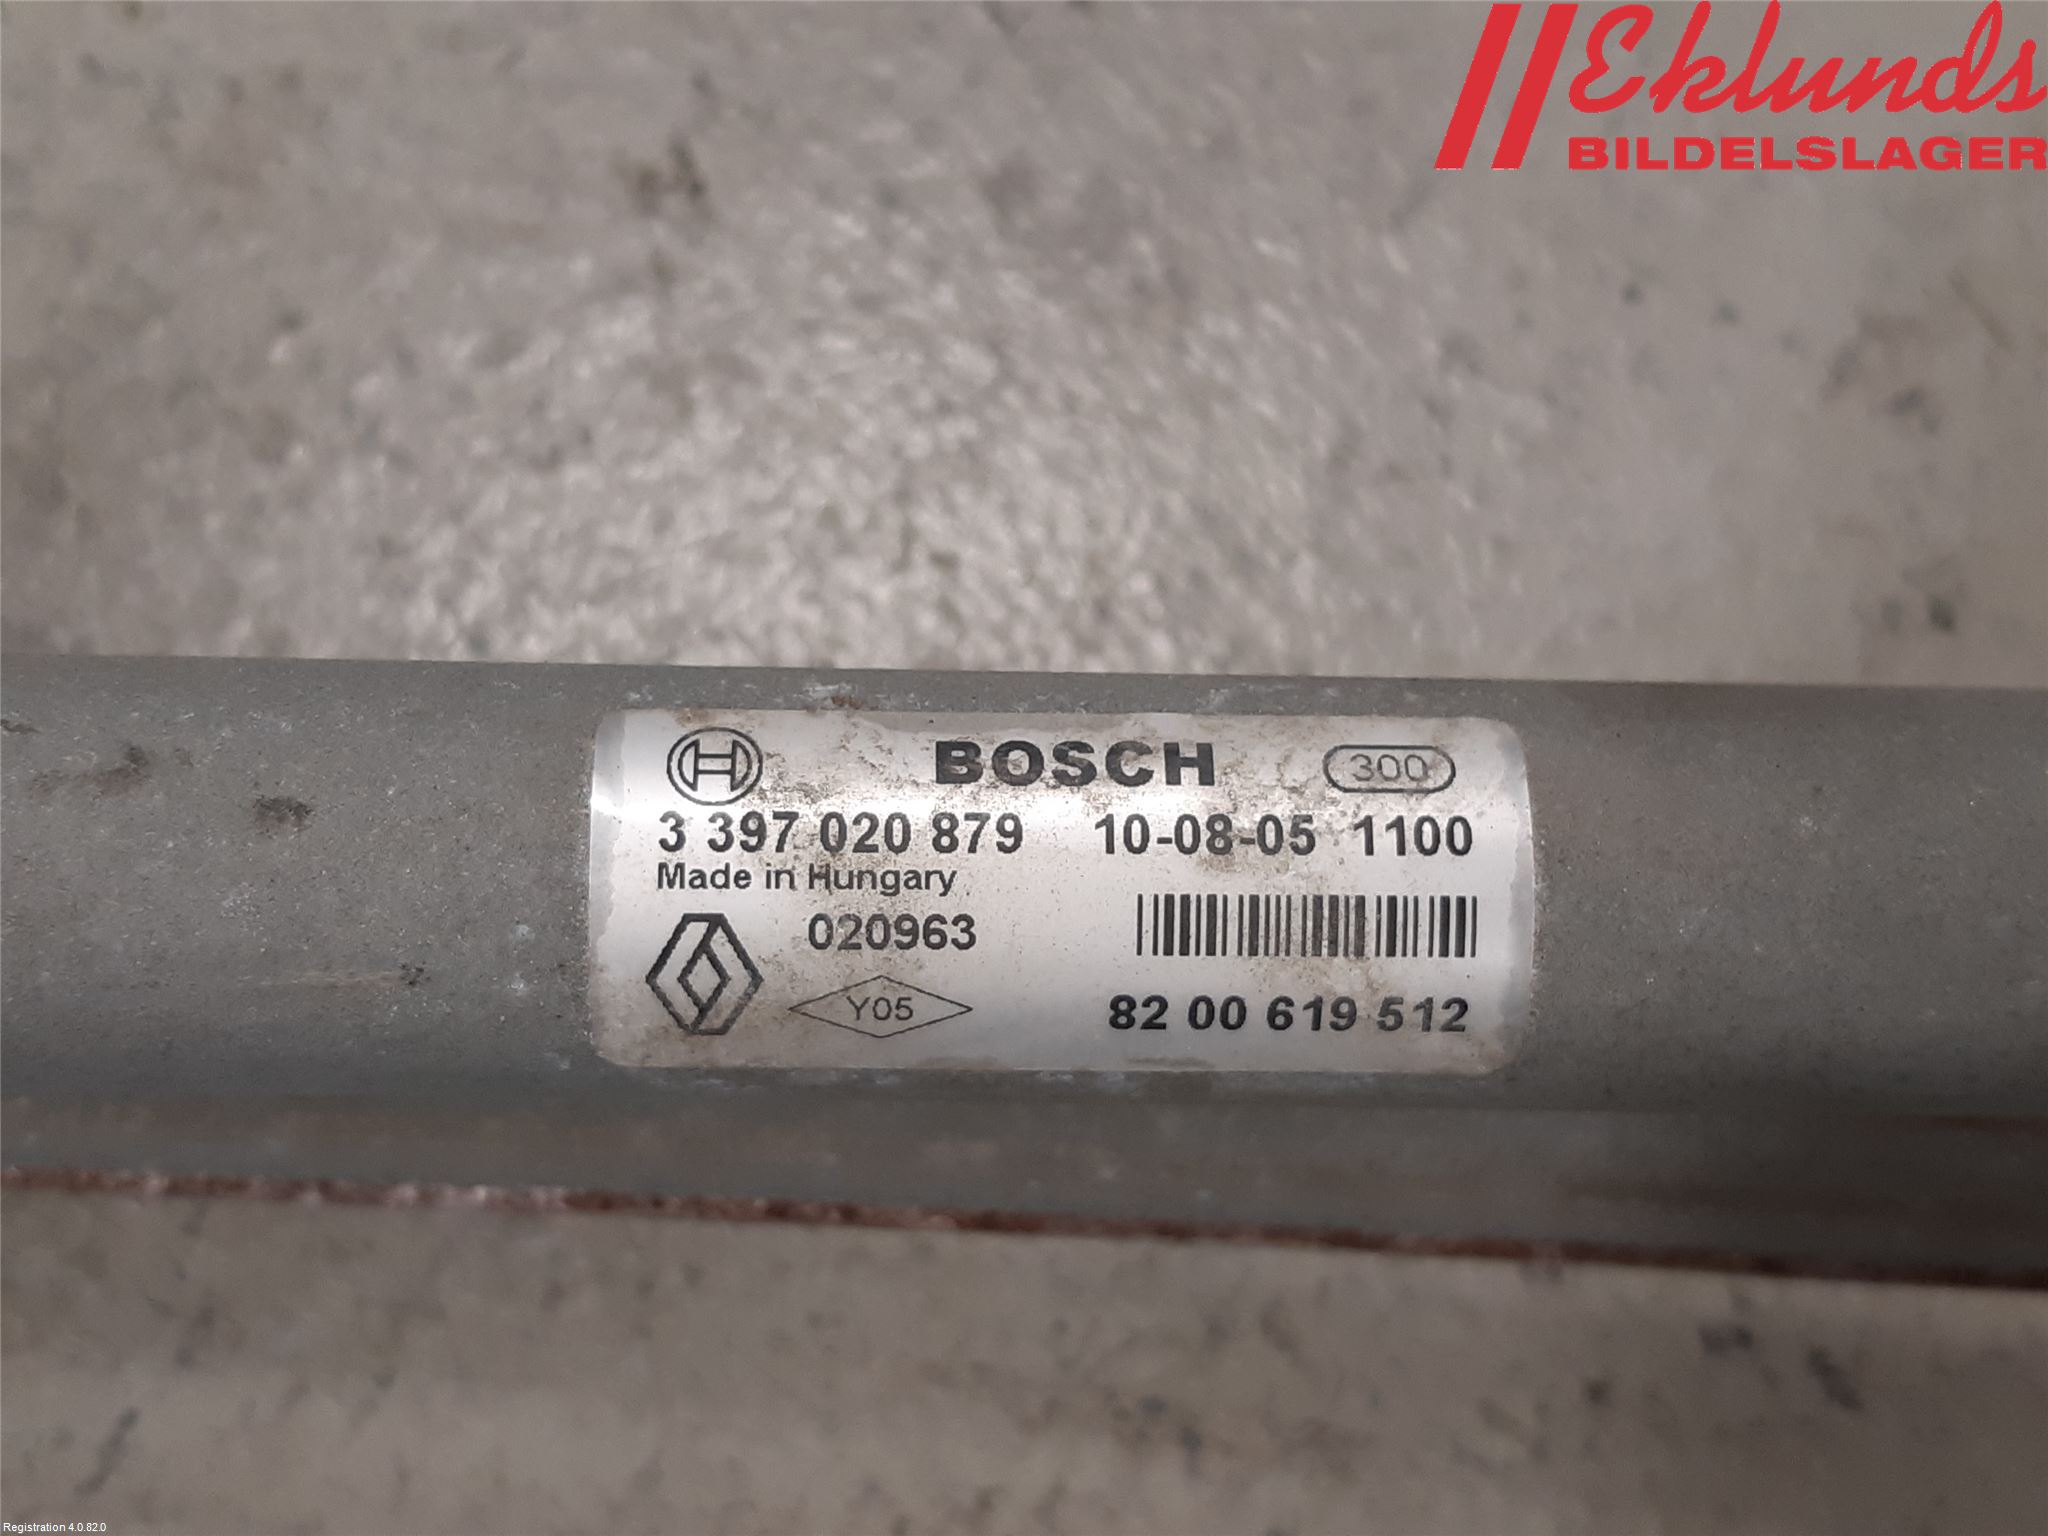 Eklunds
BILDELSLAGER
BOSCH 300
3 397 020 879 10-08-05 1100
Made in Hungary
020963
Y05
82 00 619 512
Registration 4.0.82.0